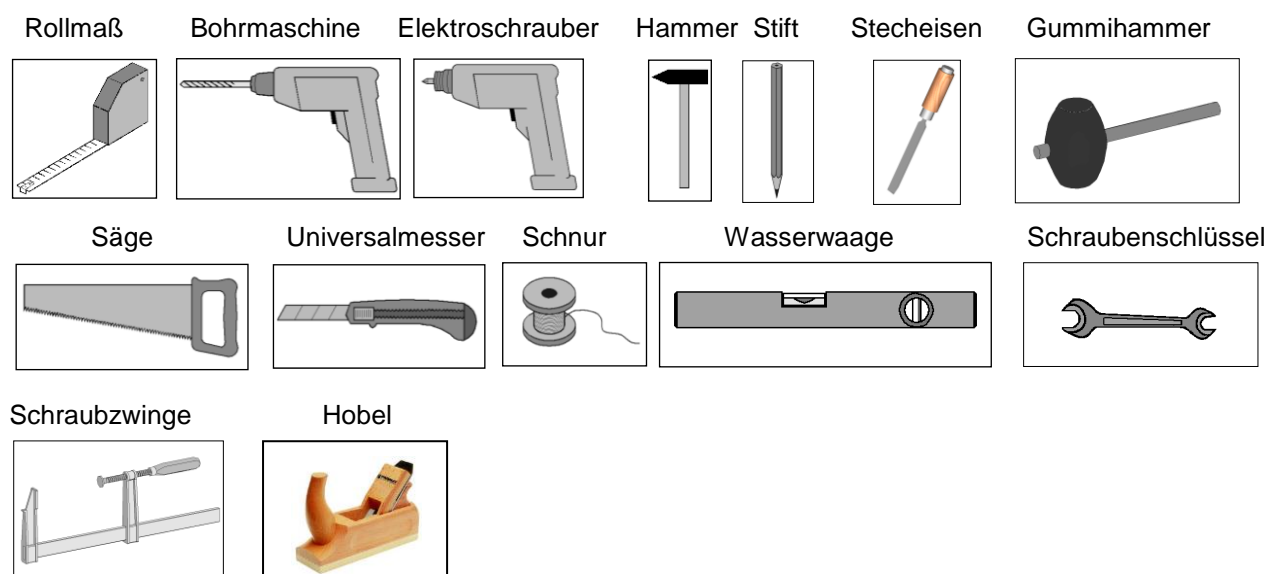 Rollmaß Bohrmaschine Elektroschrauber Hammer Stift Stecheisen Gummihammer
Säge Universalmesser Schnur Wasserwaage Schraubenschlüssel
Schraubzwinge Hobel